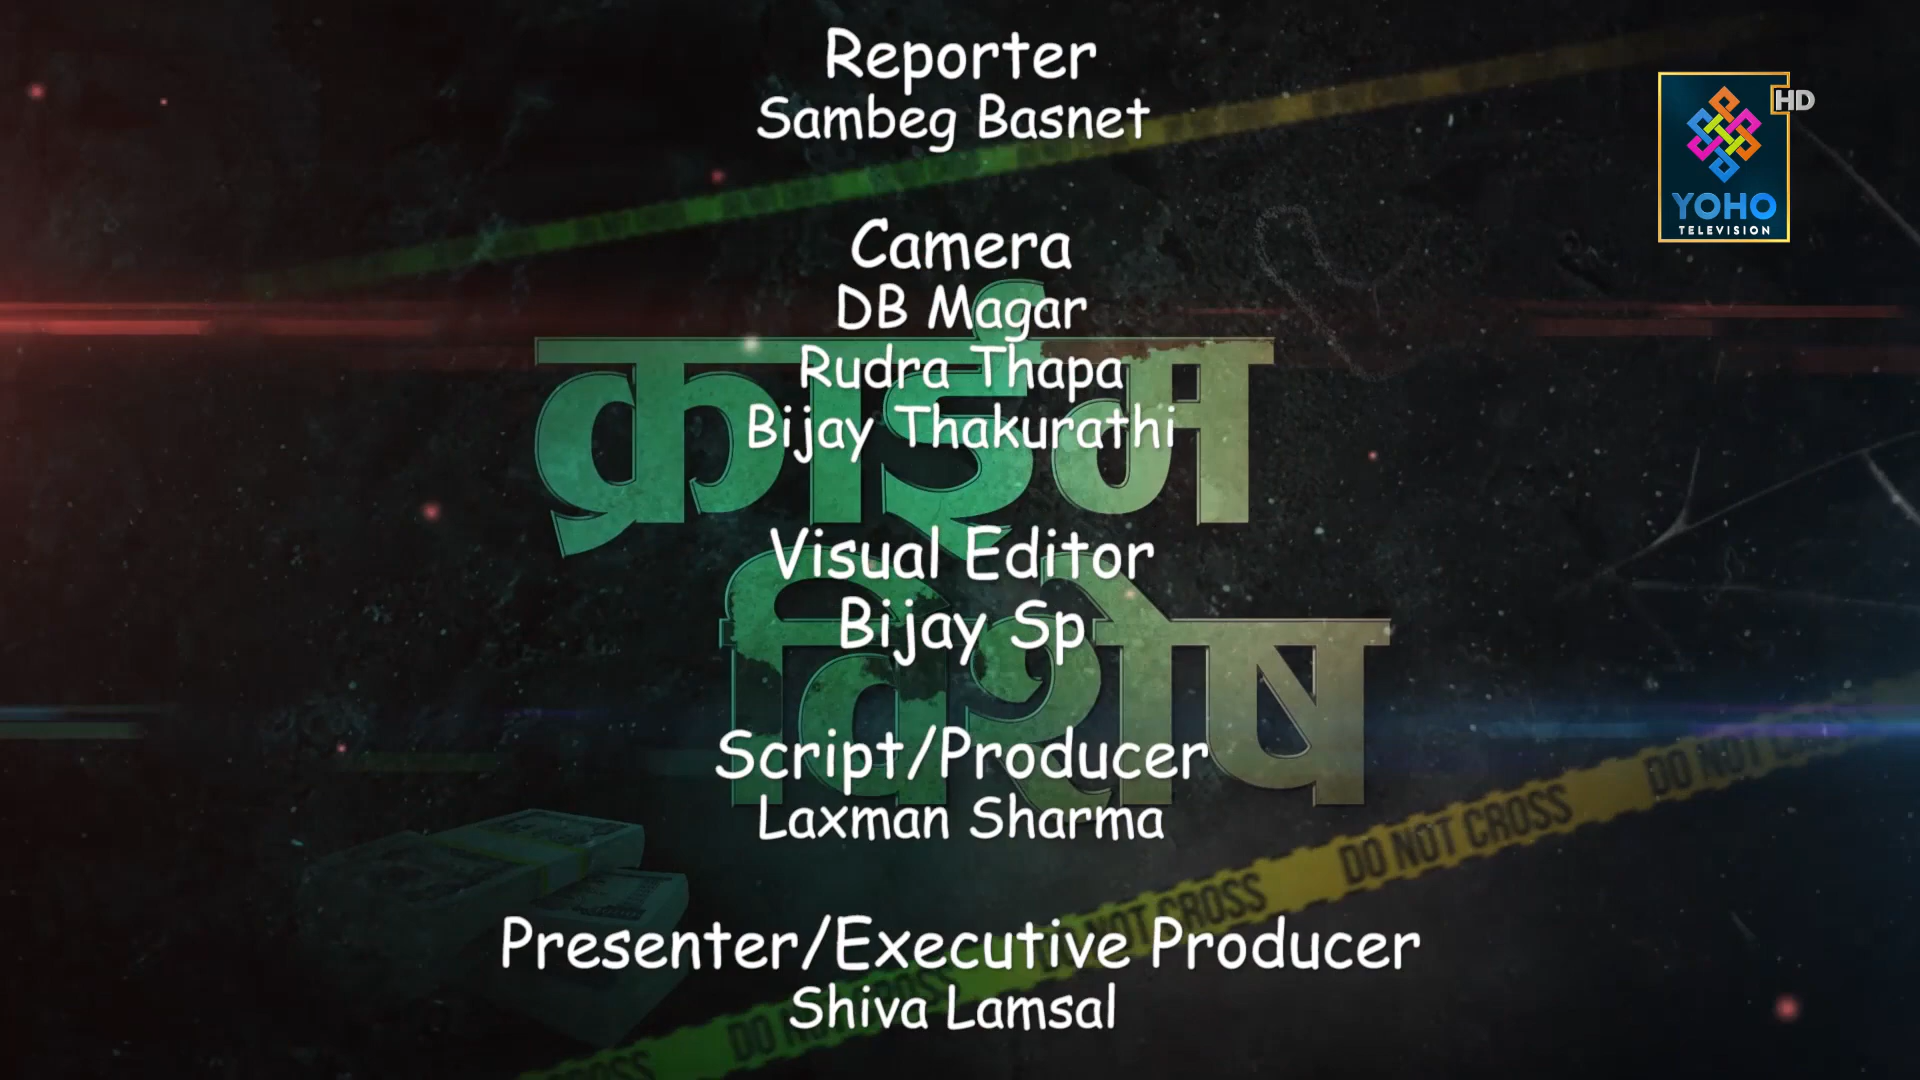 Reporter
Sambeg Basnet
HD
YOHO
TELEVISION
Camera
DB Magar
Rudra Thapa
Bijay Thakurathi
क्राईम
Visual Editor
Bijay Sp
विशेष
Script/Producer
Laxman Sharma
DO NOT CROSS
DO NOT CROSS
Presenter/Executive Producer
Shiva Lamsal